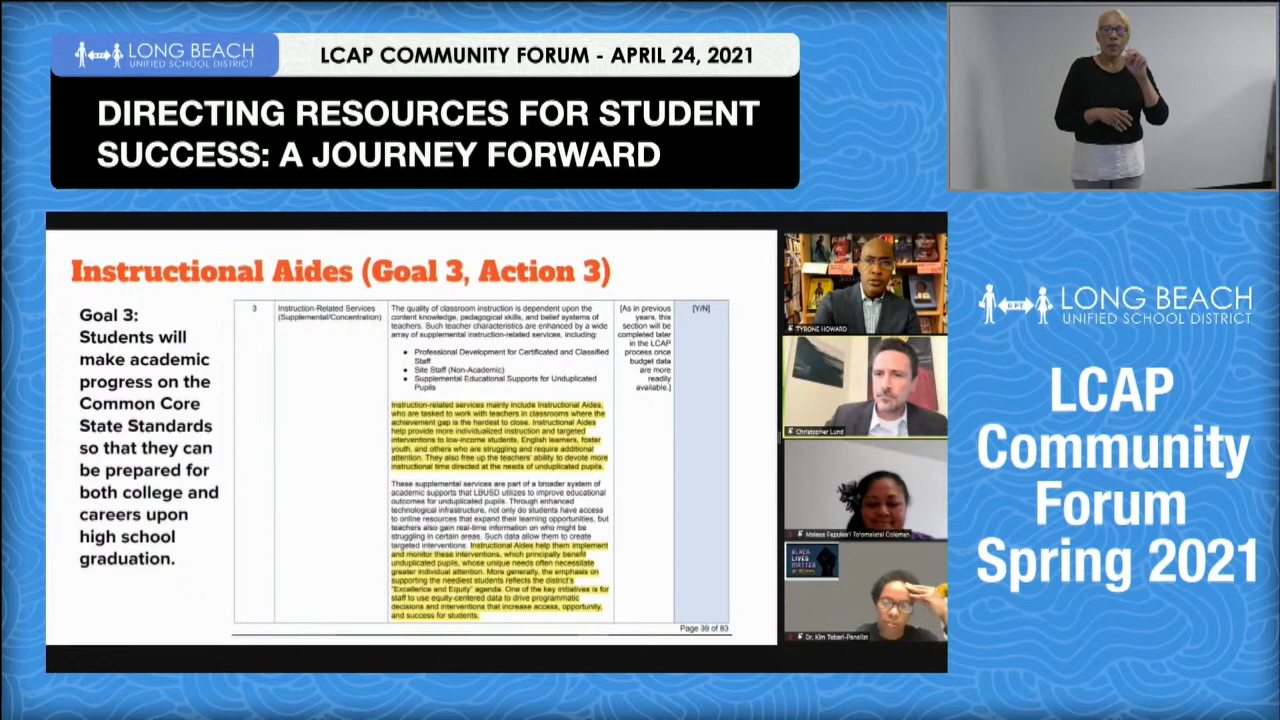 LONG BEACH
UNIFIED SCHOOL DISTRICT
LCAP COMMUNITY FORUM - APRIL 24, 2021
DIRECTING RESOURCES FOR STUDENT
SUCCESS: A JOURNEY FORWARD
Instructional Aides (Goal 3, Action 3)
Goal 3:
Students will
make academic
progress on the
Common Core
State Standards
so that they can
be prepared for
both college and
careers upon
high school
graduation.
3
Instruction-Related Services
(Supplemental/Concentration)
The quality of classroom instruction is dependent upon the
content knowledge, pedagogical skills, and belief systems of
teachers. Such teacher characteristics are enhanced by a wide
array of supplemental instruction-related services, including:
• Professional Development for Certificated and Classified
Staff
• Site Staff (Non-Academic)
• Supplemental Educational Supports for Unduplicated
Pupils
Instruction-related services mainly include Instructional Aides,
who are tasked to work with teachers in classrooms where the
achievement gap is the hardest to close. Instructional Aides
help provide more individualized instruction and targeted
interventions to low-income students, English learners, foster
youth, and others who are struggling and require additional
attention. They also free up the teachers' ability to devote more
instructional time directed at the needs of unduplicated pupils.
These supplemental services are part of a broader system of
academic supports that LBUSD utilizes to improve educational
outcomes for unduplicated pupils. Through enhanced
technological infrastructure, not only do students have access
to online resources that expand their learning opportunities, but
teachers also gain real-time information on who might be
struggling in certain areas. Such data allow them to create
targeted interventions. Instructional Aides help them implement
and monitor these interventions, which principally benefit
unduplicated pupils, whose unique needs often necessitate
greater individual attention. More generally, the emphasis on
supporting the neediest students reflects the district's
"Excellence and Equity" agenda. One of the key initiatives is for
staff to use equity-centered data to drive programmatic
decisions and interventions that increase access, opportunity,
and success for students.
[As in previous
years, this
section will be
completed later
in the LCAP
process once
budget data
are more
readily
available.]
[Y/N]
Page 39 of 83
TYRONE HOWARD
Christopher Lund
Coleman
BLACK
LIVES
MATTER
Dr. Kim Tabari-Panelist
6 FT
LONG BEACH
UNIFIED SCHOOL DISTRICT
LCAP
Community
Forum
Spring 2021